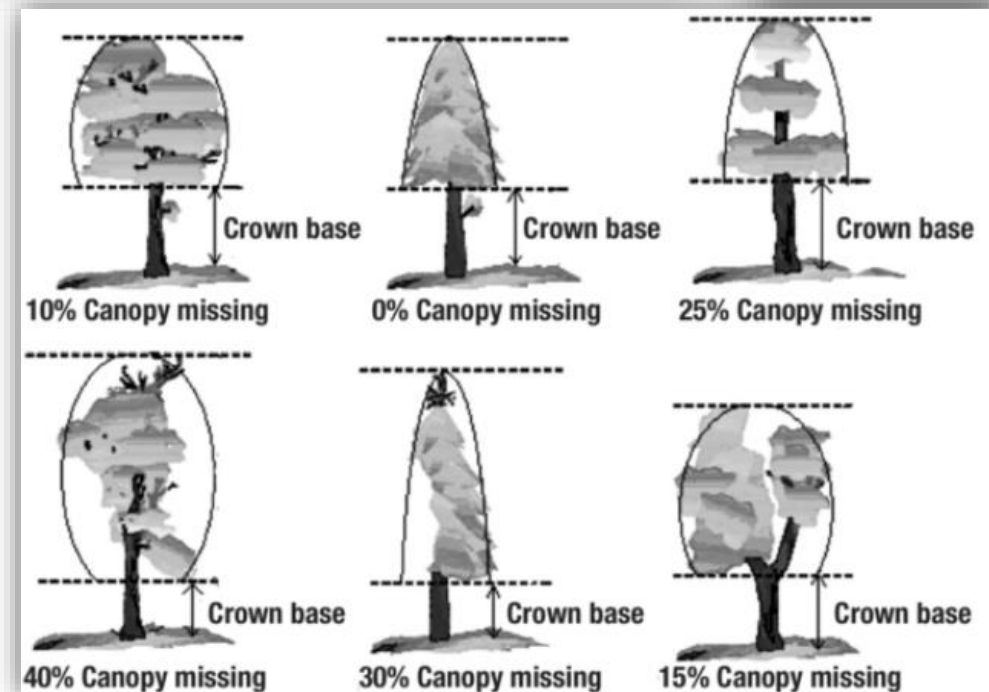 Crown base
Crown base
Crown base
10% Canopy missing
0% Canopy missing
25% Canopy missing
Crown base
Crown base
Crown base
40% Canopy missing
30% Canopy missing
15% Canopy missing